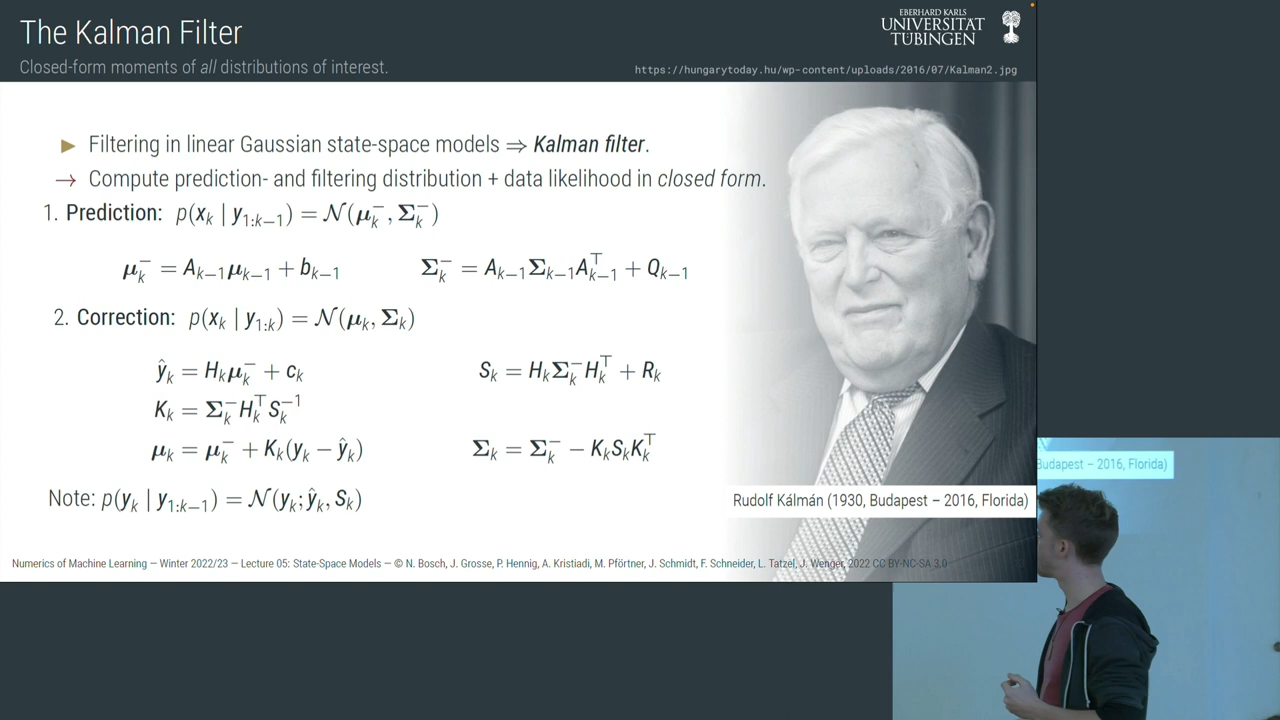 The Kalman Filter
Closed-form moments of all distributions of interest.
EBERHARD KARLS
UNIVERSITÄT
TÜBINGEN
https://hungarytoday.hu/wp-content/uploads/2016/07/Kalman2.jpg
▶ Filtering in linear Gaussian state-space models ⇒ Kalman filter.
→ Compute prediction- and filtering distribution + data likelihood in closed form.
1. Prediction: p(x_k | y_{1:k−1}) = 𝒩(μ_k^−, Σ_k^−)
μ_k^− = A_{k−1}μ_{k−1} + b_{k−1} Σ_k^− = A_{k−1}Σ_{k−1}A_{k−1}^⊤ + Q_{k−1}
2. Correction: p(x_k | y_{1:k}) = 𝒩(μ_k, Σ_k)
ŷ_k = H_kμ_k^− + c_k S_k = H_kΣ_k^−H_k^⊤ + R_k
K_k = Σ_k^−H_k^⊤S_k^{−1}
μ_k = μ_k^− + K_k(y_k − ŷ_k) Σ_k = Σ_k^− − K_kS_kK_k^⊤
Note: p(y_k | y_{1:k−1}) = 𝒩(y_k; ŷ_k, S_k)
Rudolf Kálmán (1930, Budapest – 2016, Florida)
Numerics of Machine Learning — Winter 2022/23 — Lecture 05: State-Space Models — © N. Bosch, J. Grosse, P. Hennig, A. Kristiadi, M. Pförtner, J. Schmidt, F. Schneider, L. Tatzel, J. Wenger, 2022 CC BY-NC-SA 3.0
Budapest – 2016, Florida)